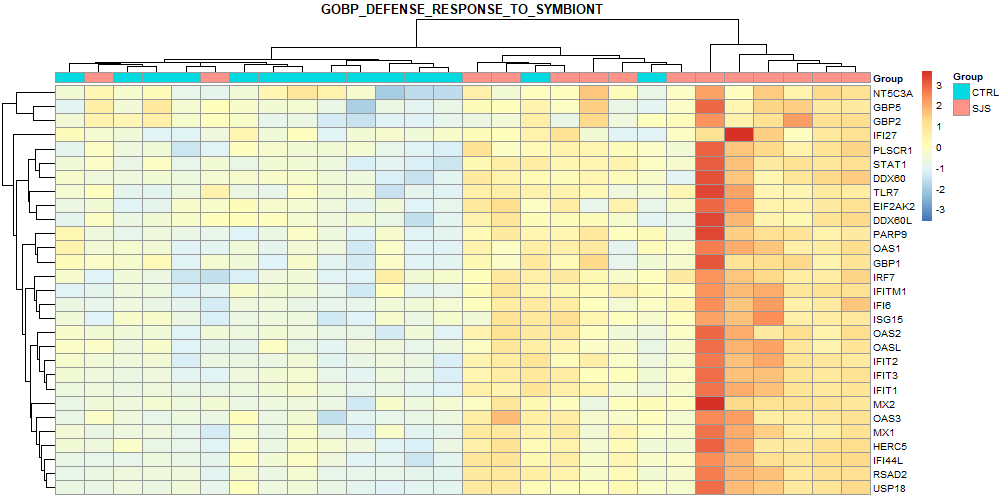 GOBP_DEFENSE_RESPONSE_TO_SYMBIONT
Group
NT5C3A
GBP5
GBP2
IFI27
PLSCR1
STAT1
DDX60
TLR7
EIF2AK2
DDX60L
PARP9
OAS1
GBP1
IRF7
IFITM1
IFI6
ISG15
OAS2
OASL
IFIT2
IFIT3
IFIT1
MX2
OAS3
MX1
HERC5
IFI44L
RSAD2
USP18
3
2
1
0
-1
-2
-3
Group
CTRL
SJS